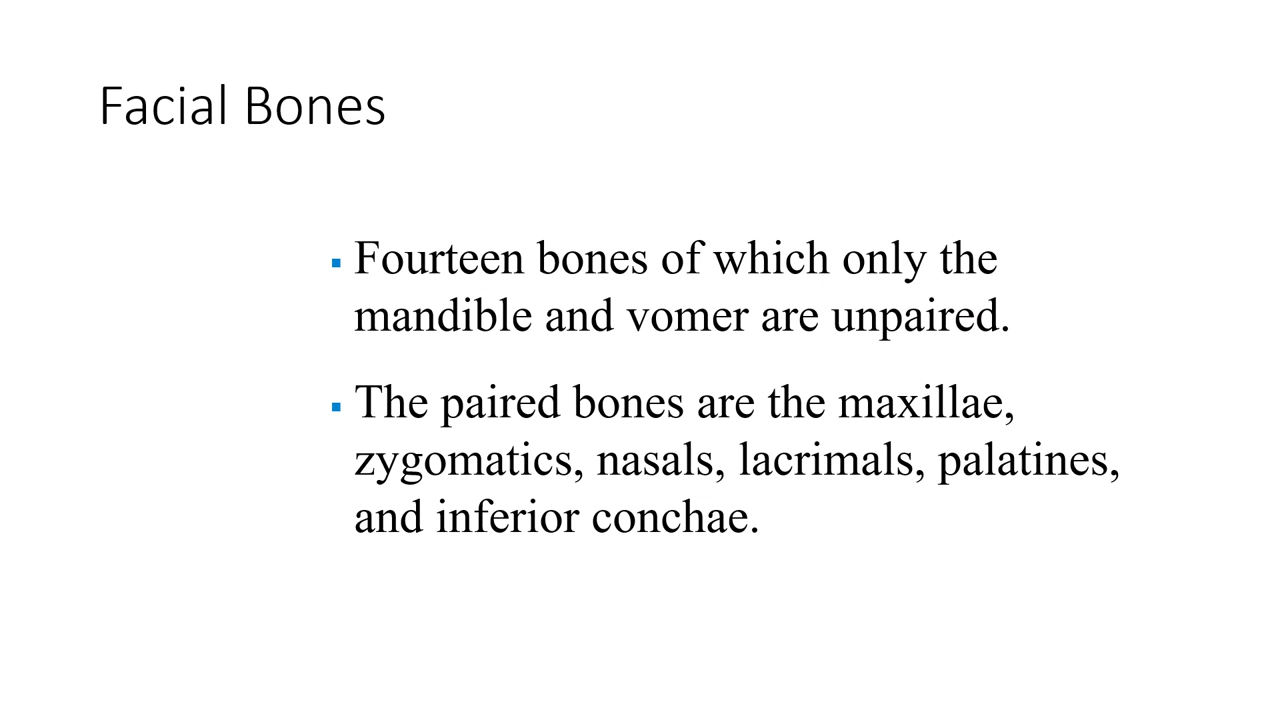 Facial Bones
▪ Fourteen bones of which only the
mandible and vomer are unpaired.
▪ The paired bones are the maxillae,
zygomatics, nasals, lacrimals, palatines,
and inferior conchae.